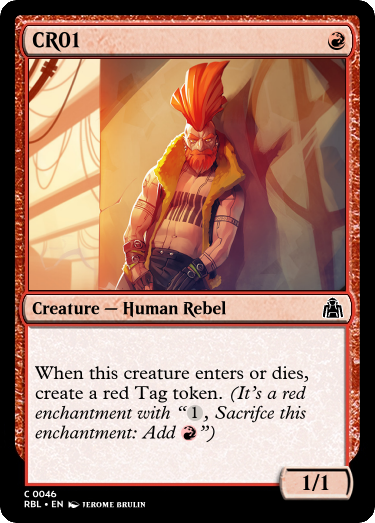 CR01
Creature — Human Rebel
When this creature enters or dies,
create a red Tag token. (It's a red
enchantment with “1, Sacrifce this
enchantment: Add ”)
1/1
C 0046
RBL • EN JEROME BRULIN